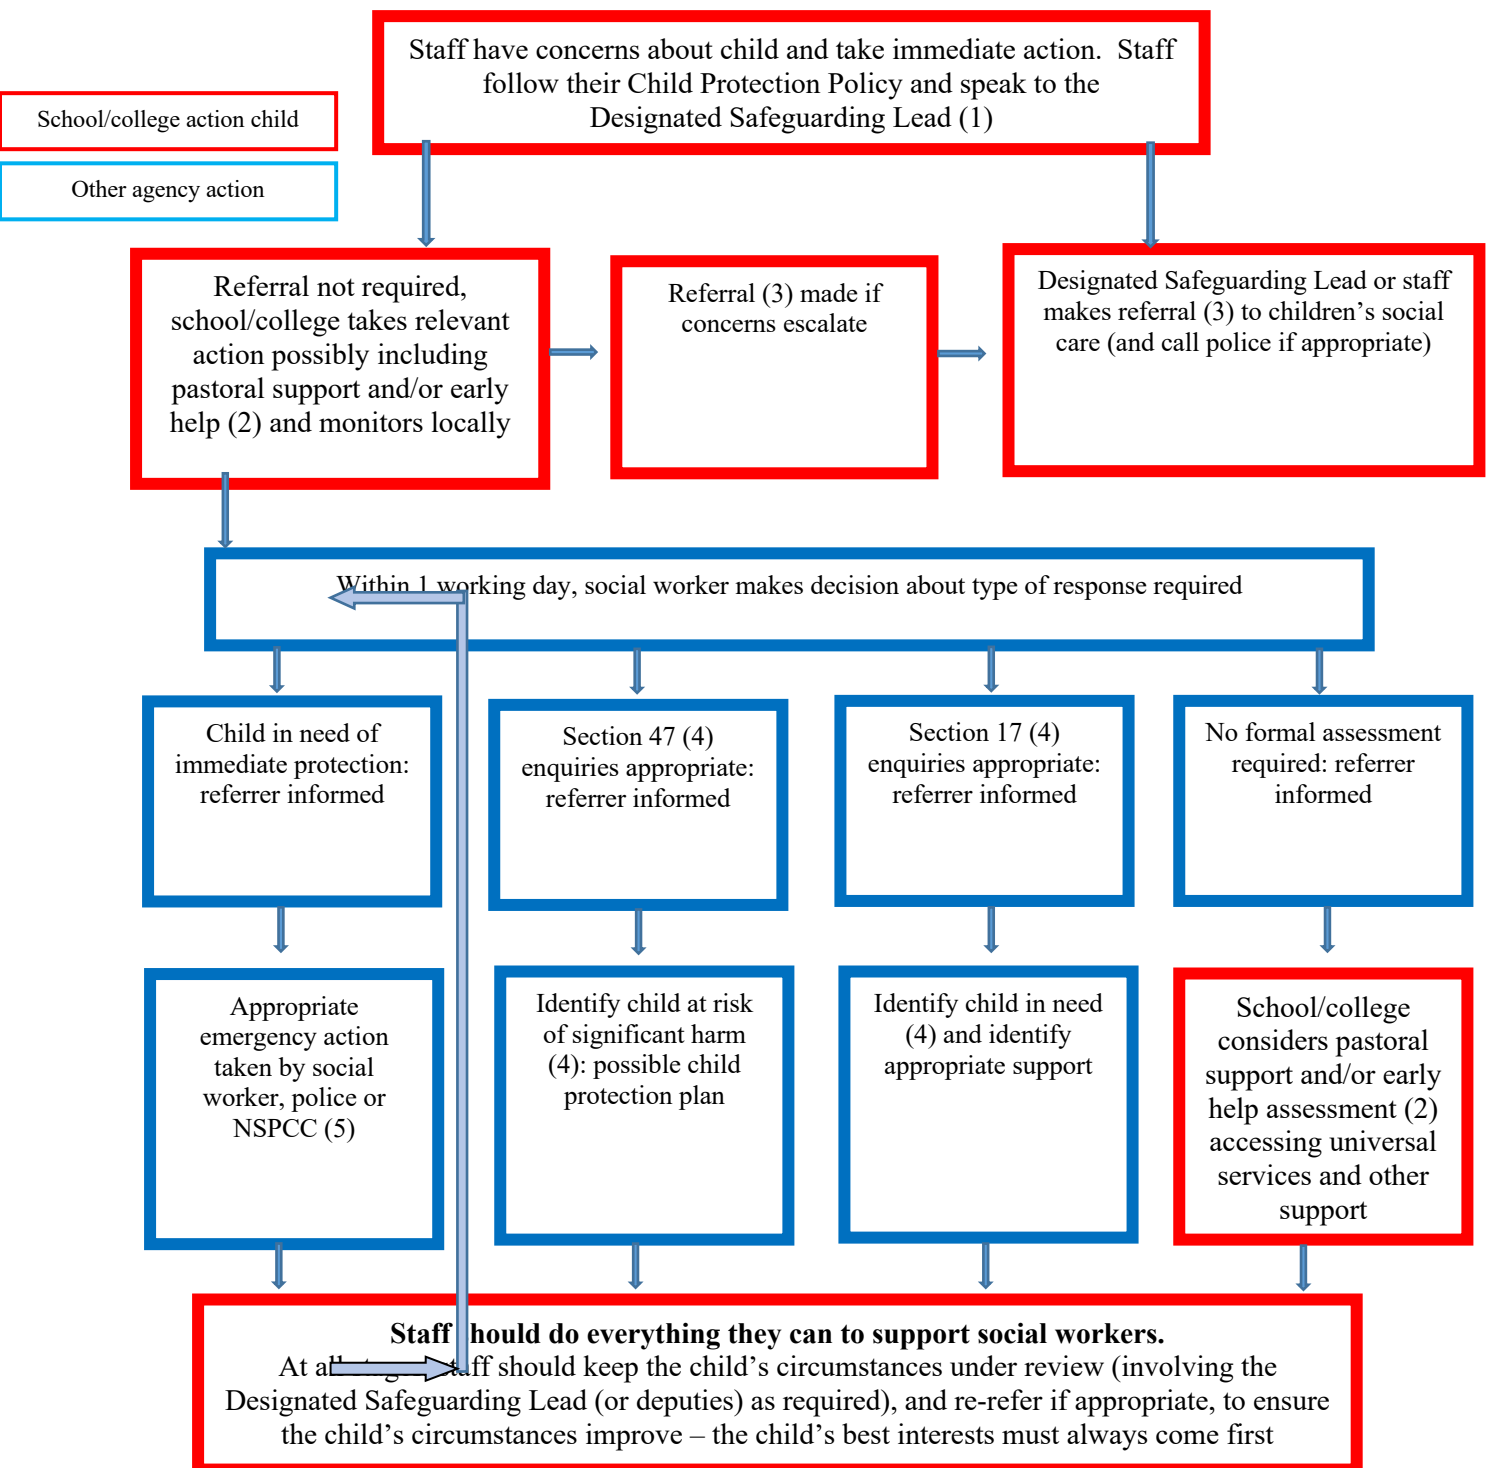 Staff have concerns about child and take immediate action.  Staff
follow their Child Protection Policy and speak to the
Designated Safeguarding Lead (1)
School/college action child
Other agency action
Referral not required,
school/college takes relevant
action possibly including
pastoral support and/or early
help (2) and monitors locally
Referral (3) made if
concerns escalate
Designated Safeguarding Lead or staff
makes referral (3) to children’s social
care (and call police if appropriate)
Within 1 working day, social worker makes decision about type of response required
Child in need of
immediate protection:
referrer informed
Section 47 (4)
enquiries appropriate:
referrer informed
Section 17 (4)
enquiries appropriate:
referrer informed
No formal assessment
required: referrer
informed
Appropriate
emergency action
taken by social
worker, police or
NSPCC (5)
Identify child at risk
of significant harm
(4): possible child
protection plan
Identify child in need
(4) and identify
appropriate support
School/college
considers pastoral
support and/or early
help assessment (2)
accessing universal
services and other
support
Staff should do everything they can to support social workers.
At all stages staff should keep the child’s circumstances under review (involving the
Designated Safeguarding Lead (or deputies) as required), and re-refer if appropriate, to ensure
the child’s circumstances improve – the child’s best interests must always come first